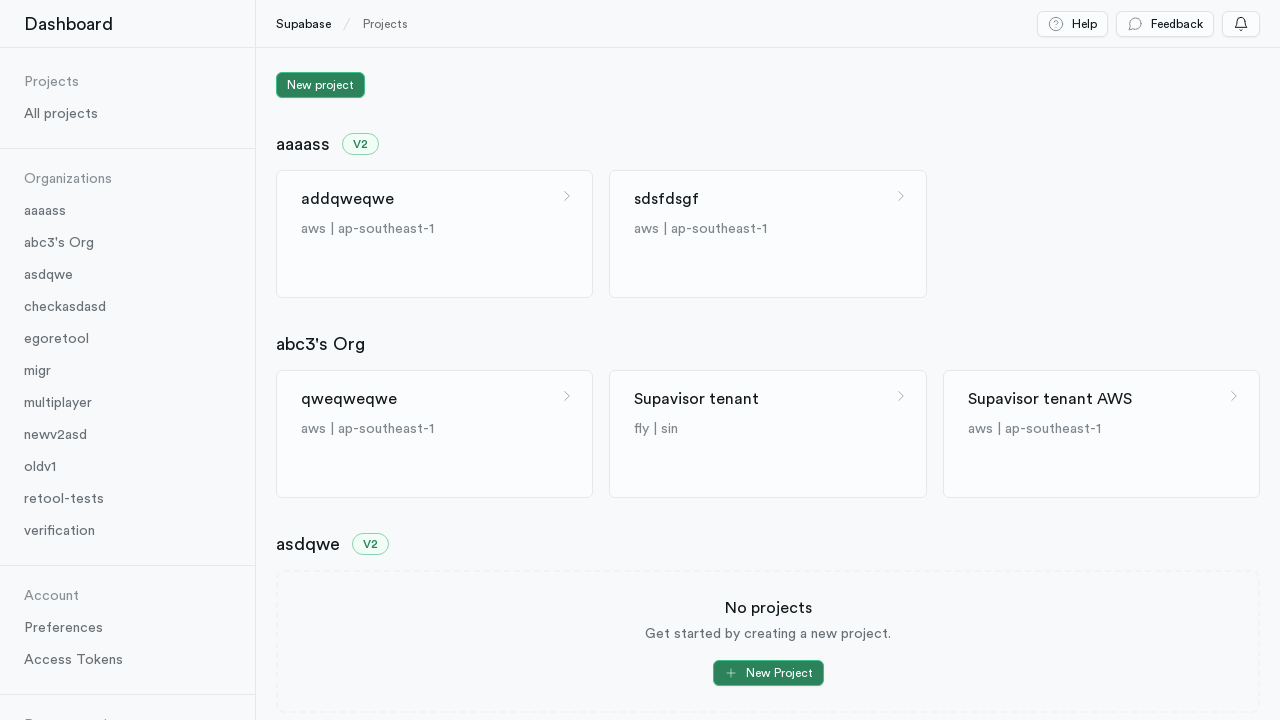 Dashboard
Supabase
Projects
Help
Feedback
Projects
All projects
Organizations
aaaass
abc3's Org
asdqwe
checkasdasd
egoretool
migr
multiplayer
newv2asd
oldv1
retool-tests
verification
Account
Preferences
Access Tokens
New project
aaaass V2
addqweqwe
aws | ap-southeast-1
sdsfdsgf
aws | ap-southeast-1
abc3's Org
qweqweqwe
aws | ap-southeast-1
Supavisor tenant
fly | sin
Supavisor tenant AWS
aws | ap-southeast-1
asdqwe V2
No projects
Get started by creating a new project.
New Project